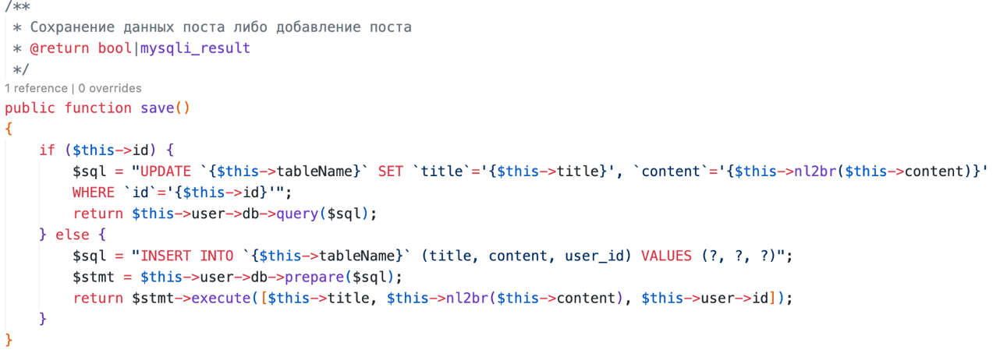 /**
 * Сохранение данных поста либо добавление поста
 * @return bool|mysqli_result
 */
1 reference | 0 overrides
public function save()
{
    if ($this->id) {
        $sql = "UPDATE `{$this->tableName}` SET `title`='{$this->title}', `content`='{$this->nl2br($this->content)}'
        WHERE `id`='{$this->id}'";
        return $this->user->db->query($sql);
    } else {
        $sql = "INSERT INTO `{$this->tableName}` (title, content, user_id) VALUES (?, ?, ?)";
        $stmt = $this->user->db->prepare($sql);
        return $stmt->execute([$this->title, $this->nl2br($this->content), $this->user->id]);
    }
}